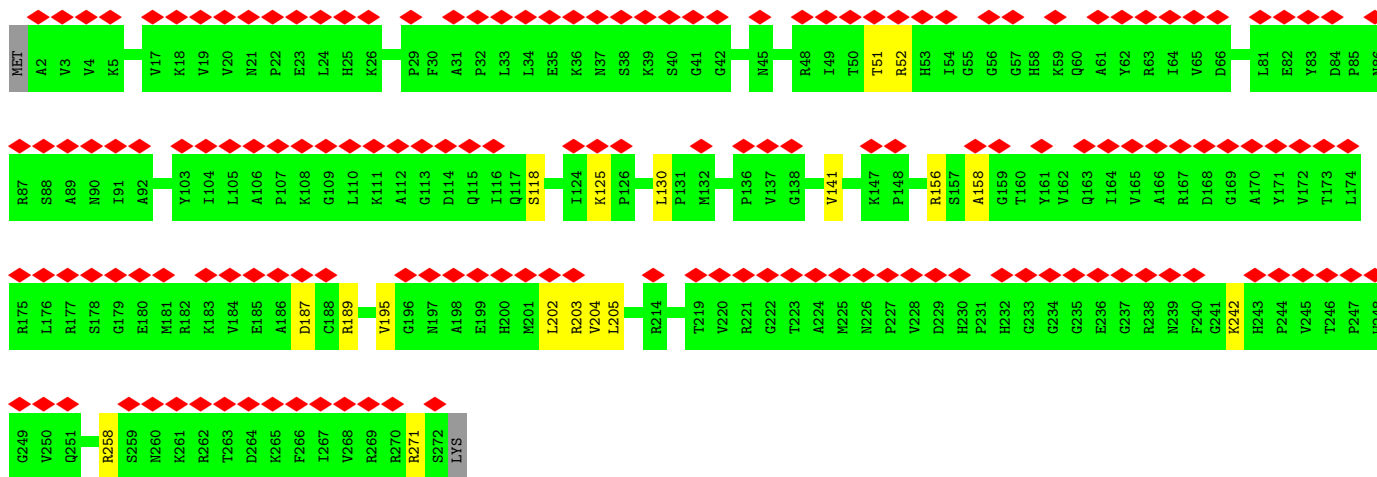 MET A2 V3 V4 K5 V17 K18 V19 V20 N21 P22 E23 L24 H25 K26 P29 F30 A31 P32 L33 L34 E35 K36 N37 S38 K39 S40 G41 G42 N45 R48 I49 T50 T51 R52 H53 I54 G55 G56 G57 H58 K59 Q60 A61 Y62 R63 I64 V65 D66 L81 E82 Y83 D84 P85 N86
R87 S88 A89 N90 I91 A92 Y103 I104 L105 A106 P107 K108 G109 L110 K111 A112 G113 D114 Q115 I116 Q117 S118 I124 K125 P126 L130 P131 M132 P136 V137 G138 V141 K147 P148 R156 S157 A158 G159 T160 Y161 V162 Q163 I164 V165 A166 R167 D168 G169 A170 Y171 V172 T173 L174
R175 L176 R177 S178 G179 E180 M181 R182 K183 V184 E185 A186 D187 C188 R189 V195 G196 N197 A198 E199 H200 M201 L202 R203 V204 L205 R214 T219 V220 R221 G222 T223 A224 M225 N226 P227 V228 D229 H230 P231 H232 G233 G234 G235 E236 G237 R238 N239 F240 G241 K242 H243 P244 V245 T246 P247
G249 V250 Q251 R258 S259 N260 K261 R262 T263 D264 K265 F266 I267 V268 R269 R270 R271 S272 LYS